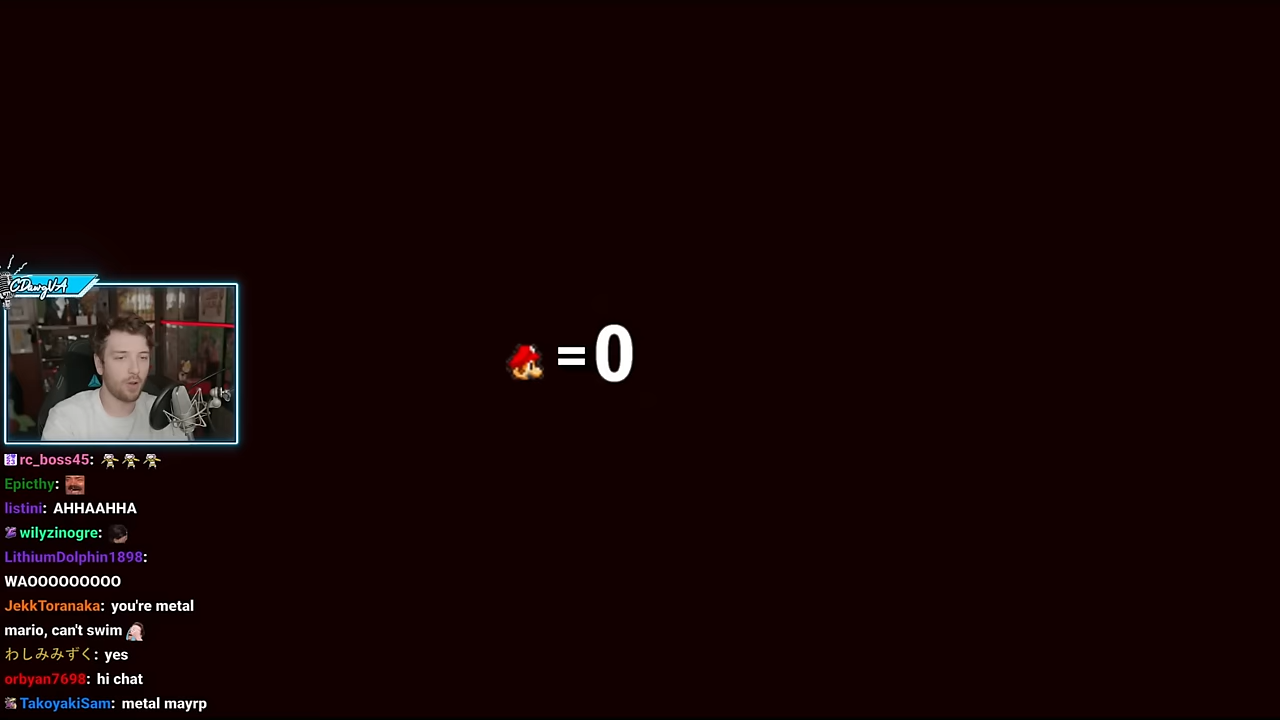 CDawgVA
= 0
rc_boss45:
Epicthy:
listini: AHHAAHHA
wilyzinogre:
LithiumDolphin1898:
WAOOOOOOOOO
JekkToranaka: you're metal
mario, can't swim
わしみみずく: yes
orbyan7698: hi chat
TakoyakiSam: metal mayrp